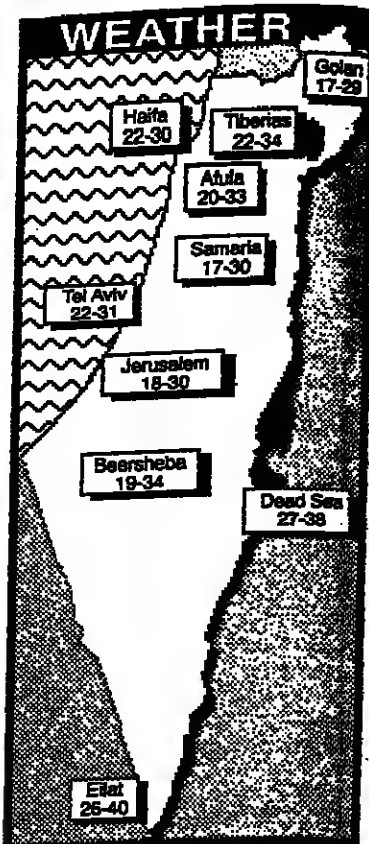 WEATHER
Golan
17-29
Haifa
22-30
Tiberias
22-34
Afula
20-33
Samaria
17-30
Tel Aviv
22-31
Jerusalem
18-30
Beersheba
19-34
Dead Sea
27-38
Eilat
26-40